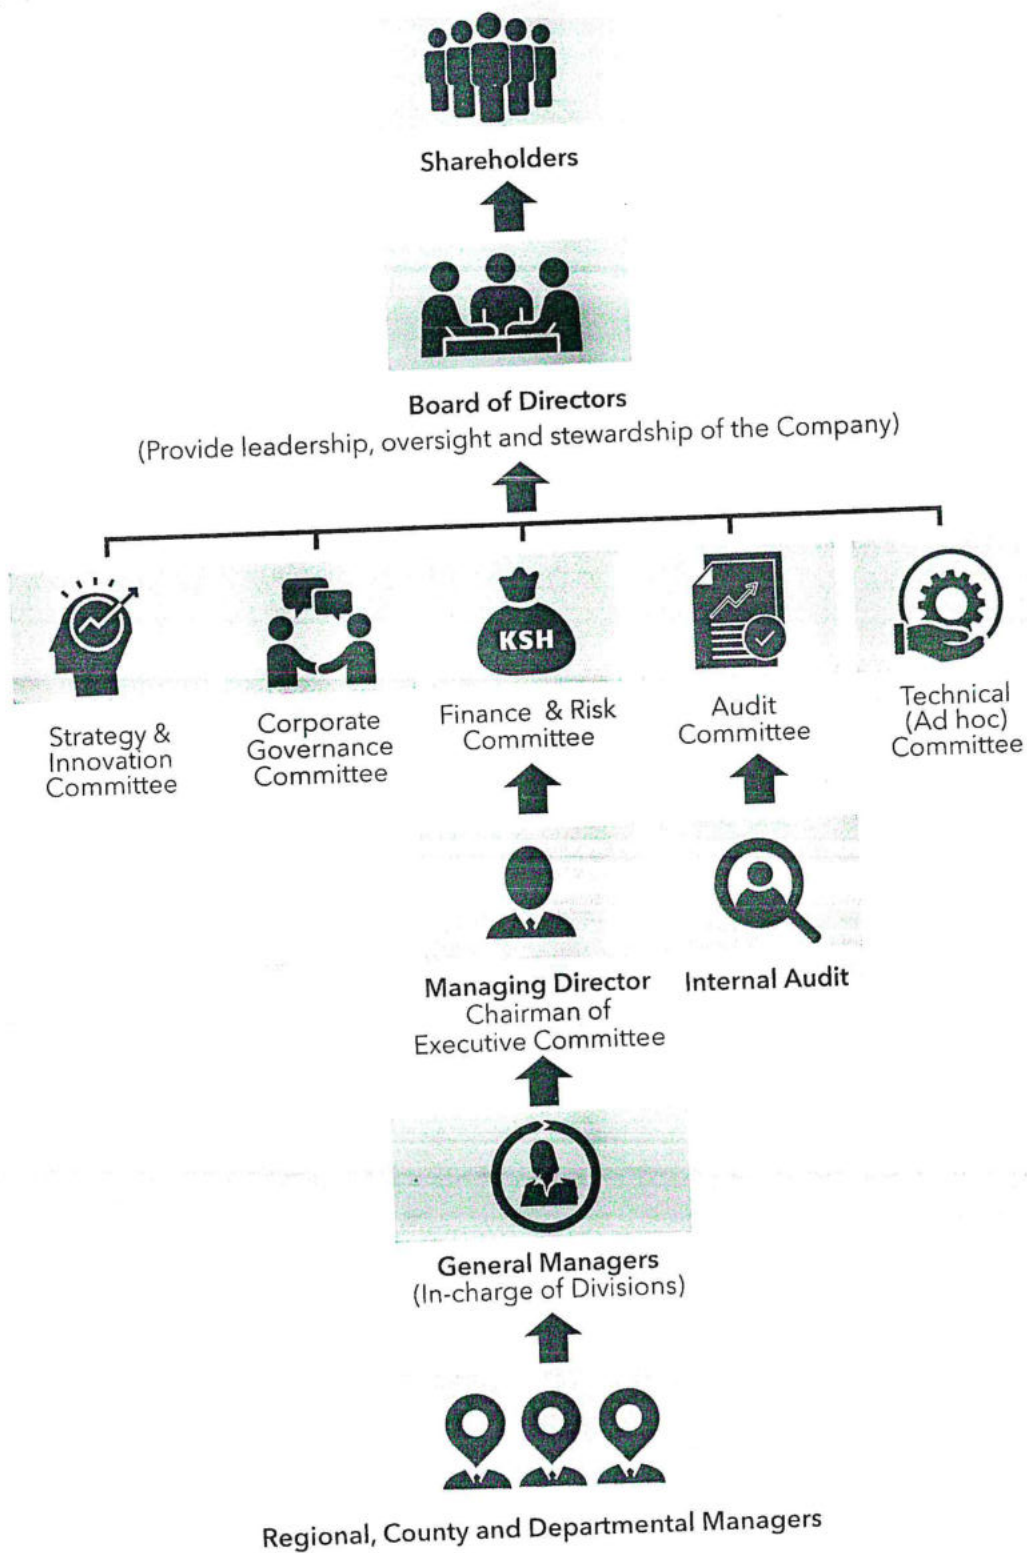 Shareholders
Board of Directors
(Provide leadership, oversight and stewardship of the Company)
KSH
Strategy &
Innovation
Committee
Corporate
Governance
Committee
Finance & Risk
Committee
Audit
Committee
Technical
(Ad hoc)
Committee
Managing Director
Chairman of
Executive Committee
Internal Audit
General Managers
(In-charge of Divisions)
Regional, County and Departmental Managers